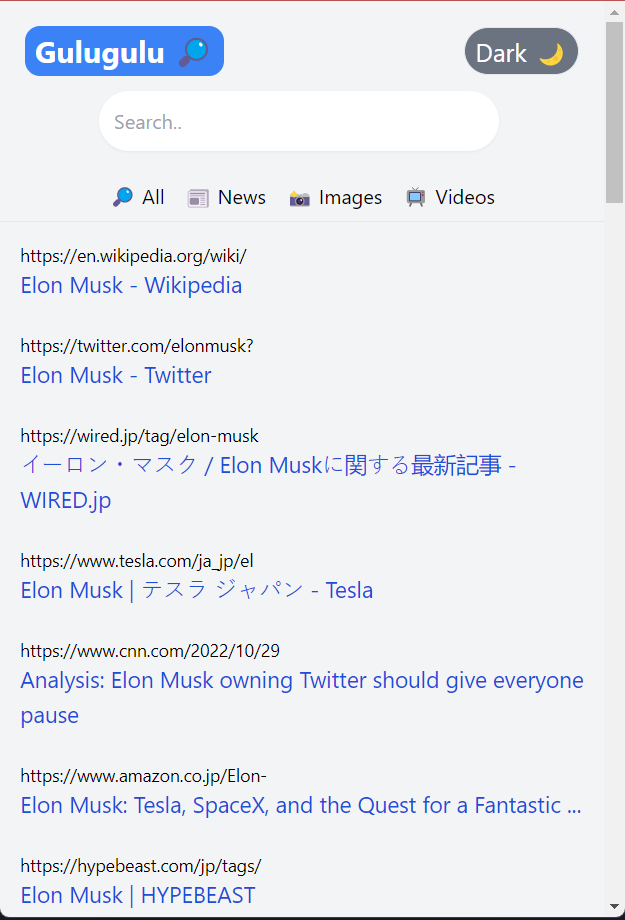 Gulugulu 🔎
Dark 🌙
Search..
🔎 All 📰 News 📸 Images 📺 Videos
https://en.wikipedia.org/wiki/
Elon Musk - Wikipedia
https://twitter.com/elonmusk?
Elon Musk - Twitter
https://wired.jp/tag/elon-musk
イーロン・マスク / Elon Muskに関する最新記事 -
WIRED.jp
https://www.tesla.com/ja_jp/el
Elon Musk | テスラ ジャパン - Tesla
https://www.cnn.com/2022/10/29
Analysis: Elon Musk owning Twitter should give everyone
pause
https://www.amazon.co.jp/Elon-
Elon Musk: Tesla, SpaceX, and the Quest for a Fantastic ...
https://hypebeast.com/jp/tags/
Elon Musk | HYPEBEAST